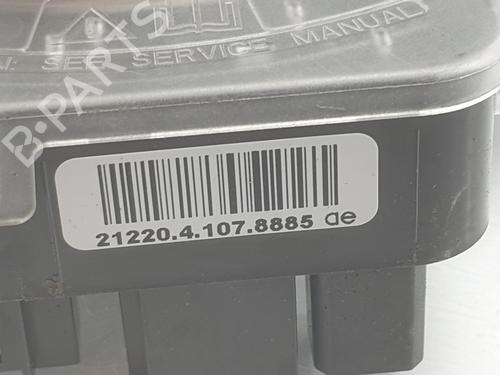 SEE SERVICE MANUAL
B-PARTS
21220.4.107.8885 ae